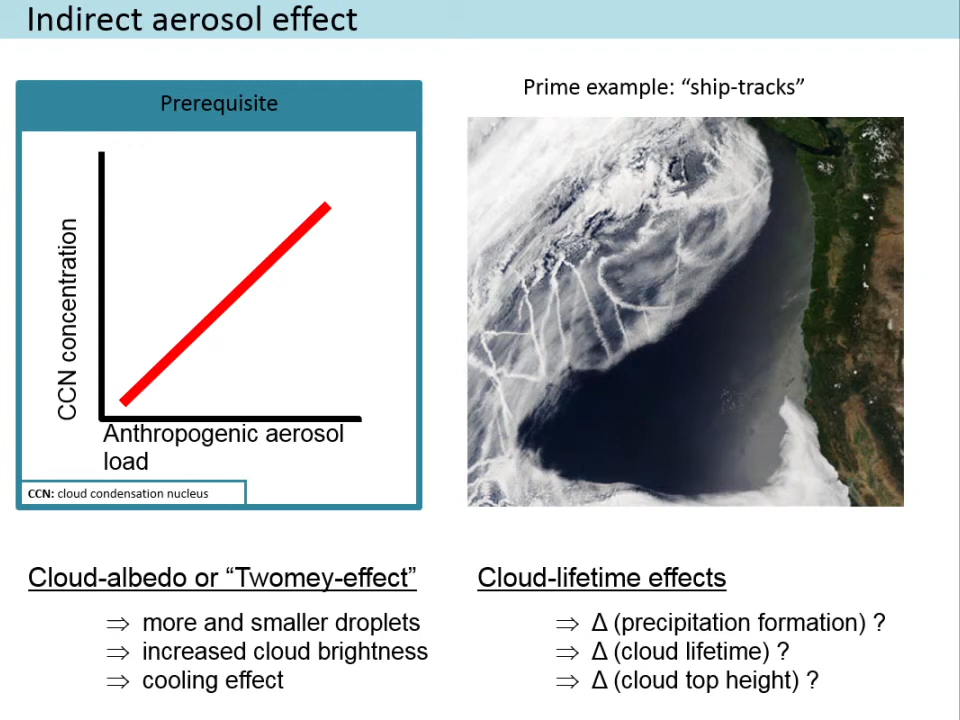 Indirect aerosol effect
Prerequisite
CCN concentration
Anthropogenic aerosol
load
CCN: cloud condensation nucleus
Prime example: “ship-tracks”
Cloud-albedo or “Twomey-effect”
⇒ more and smaller droplets
⇒ increased cloud brightness
⇒ cooling effect
Cloud-lifetime effects
⇒ Δ (precipitation formation) ?
⇒ Δ (cloud lifetime) ?
⇒ Δ (cloud top height) ?